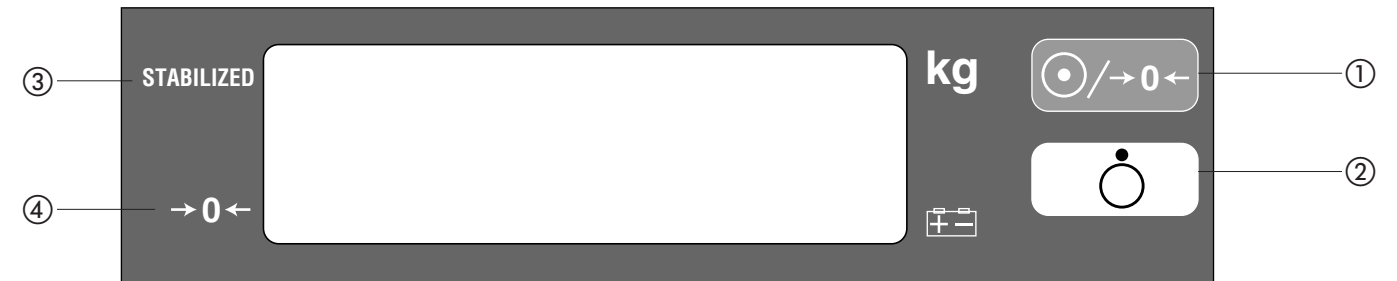 ③ STABILIZED kg ⊙/→0← ①
②
④ →0← + −